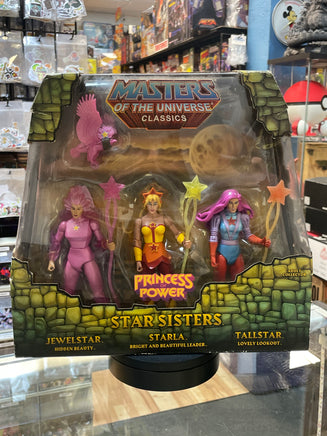 MASTERS
OF THE UNIVERSE
CLASSICS
PRINCESS OF POWER
STAR SISTERS
JEWELSTAR STARLA TALLSTAR
HIDDEN BEAUTY. BRIGHT AND BEAUTIFUL LEADER. LOVELY LOOKOUT.